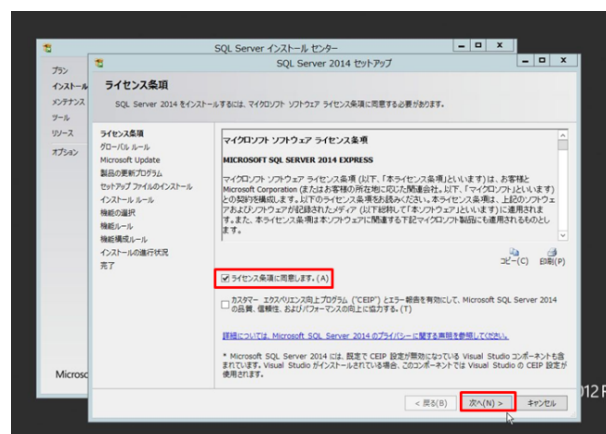 SQL Server インストール センター
SQL Server 2014 セットアップ
プラン
インストール
メンテナンス
ツール
リソース
オプション
Microsc
012 R
ライセンス条項
SQL Server 2014 をインストールするには、マイクロソフト ソフトウェア ライセンス条項に同意する必要があります。
ライセンス条項
グローバル ルール
Microsoft Update
製品の更新プログラム
セットアップ ファイルのインストール
インストール ルール
機能の選択
機能ルール
機能構成ルール
インストールの進行状況
完了
マイクロソフト ソフトウェア ライセンス条項
MICROSOFT SQL SERVER 2014 EXPRESS
マイクロソフト ソフトウェア ライセンス条項 (以下、「本ライセンス条項」といいます) は、お客様と
Microsoft Corporation (またはお客様の所在地に応じた関連会社。以下、「マイクロソフト」といいます)
との契約を構成します。以下のライセンス条項をお読みください。本ライセンス条項は、上記のソフトウェ
アおよびソフトウェアが記録されたメディア (以下総称して「本ソフトウェア」といいます) に適用されま
す。また、本ライセンス条項は本ソフトウェアに関連する下記マイクロソフト製品にも適用されるものとし
ます。
コピー(C) 印刷(P)
ライセンス条項に同意します。(A)
カスタマー エクスペリエンス向上プログラム ("CEIP") とエラー報告を有効にして、Microsoft SQL Server 2014
の品質、信頼性、およびパフォーマンスの向上に協力する。(T)
詳細については、Microsoft SQL Server 2014 のプライバシーに関する声明を参照してください。
* Microsoft SQL Server 2014 には、既定で CEIP 設定が無効になっている Visual Studio コンポーネントも含
まれています。Visual Studio がインストールされている場合、このコンポーネントでは Visual Studio の CEIP 設定が
使用されます。
< 戻る(B) 次へ(N) > キャンセル